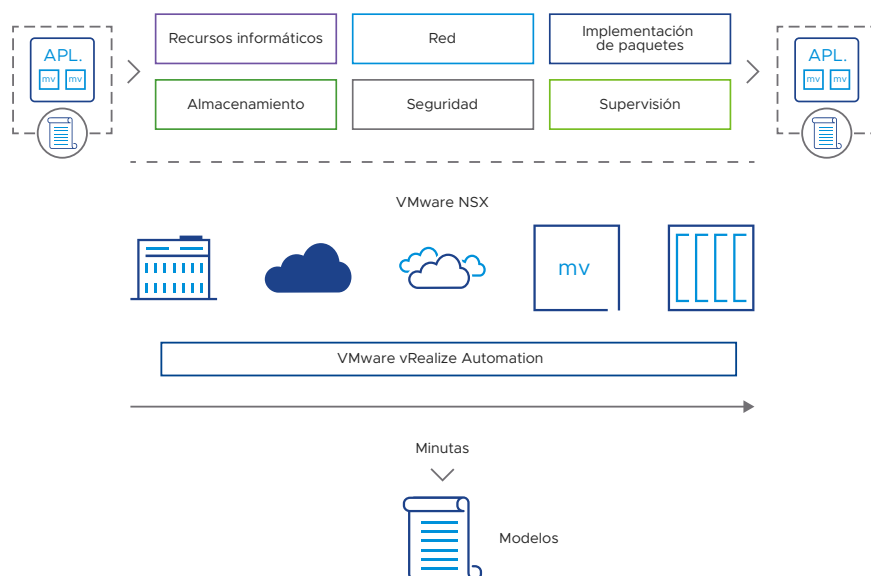 APL.
mv mv
Recursos informáticos
Red
Implementación
de paquetes
Almacenamiento
Seguridad
Supervisión
APL.
mv mv
VMware NSX
mv
VMware vRealize Automation
Minutas
Modelos